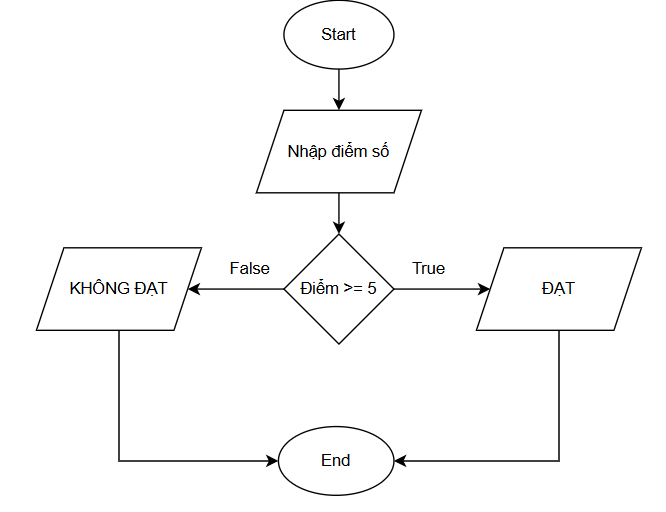 Start
Nhập điểm số
False
True
KHÔNG ĐẠT
Điểm >= 5
ĐẠT
End